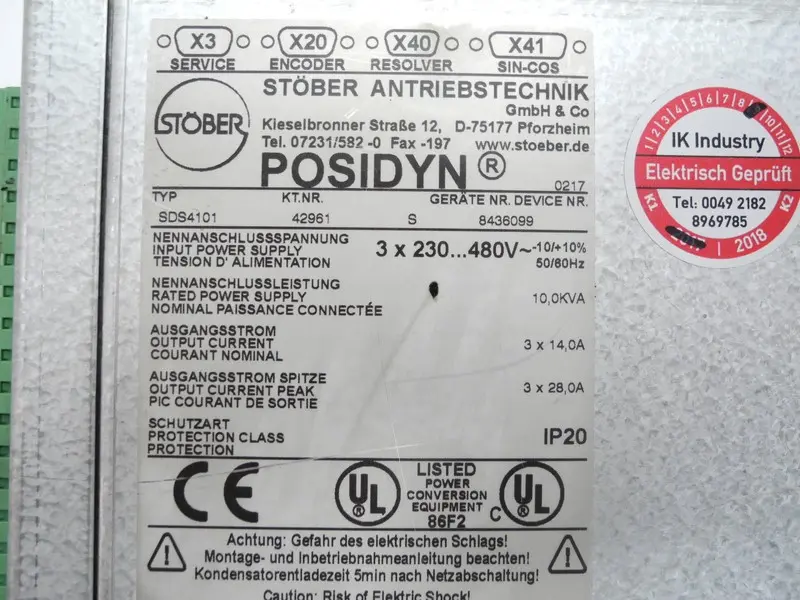 X3 X20 X40 X41
SERVICE ENCODER RESOLVER SIN-COS
STÖBER
STÖBER ANTRIEBSTECHNIK
GmbH & Co
Kieselbronner Straße 12, D-75177 Pforzheim
Tel. 07231/582 -0 Fax -197 www.stoeber.de
POSIDYN ®
0217
TYP KT.NR. GERÄTE NR. DEVICE NR.
SDS4101 42961 S 8436099
NENNANSCHLUSSSPANNUNG
INPUT POWER SUPPLY
TENSION D' ALIMENTATION
3 x 230...480V~ -10/+10%
50/60Hz
NENNANSCHLUSSLEISTUNG
RATED POWER SUPPLY
NOMINAL PAISSANCE CONNECTÉE
10,0KVA
AUSGANGSSTROM
OUTPUT CURRENT
COURANT NOMINAL
3 x 14,0A
AUSGANGSSTROM SPITZE
OUTPUT CURRENT PEAK
PIC COURANT DE SORTIE
3 x 28,0A
SCHUTZART
PROTECTION CLASS
PROTECTION
IP20
CE
UL ®
LISTED
POWER
CONVERSION
EQUIPMENT
86F2
C UL ®
Achtung: Gefahr des elektrischen Schlags!
Montage- und Inbetriebnahmeanleitung beachten!
Kondensatorentladezeit 5min nach Netzabschaltung!
Caution: Risk of Elektric Shock!
1/2/3/4/5/6/7/8/ /10/11/12
IK Industry
Elektrisch Geprüft
Tel: 0049 2182
8969785
K1 K2
| 2018